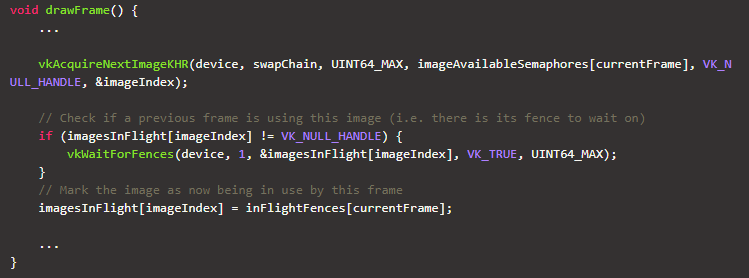 void drawFrame() {
    ...

    vkAcquireNextImageKHR(device, swapChain, UINT64_MAX, imageAvailableSemaphores[currentFrame], VK_N
ULL_HANDLE, &imageIndex);

    // Check if a previous frame is using this image (i.e. there is its fence to wait on)
    if (imagesInFlight[imageIndex] != VK_NULL_HANDLE) {
        vkWaitForFences(device, 1, &imagesInFlight[imageIndex], VK_TRUE, UINT64_MAX);
    }
    // Mark the image as now being in use by this frame
    imagesInFlight[imageIndex] = inFlightFences[currentFrame];

    ...
}